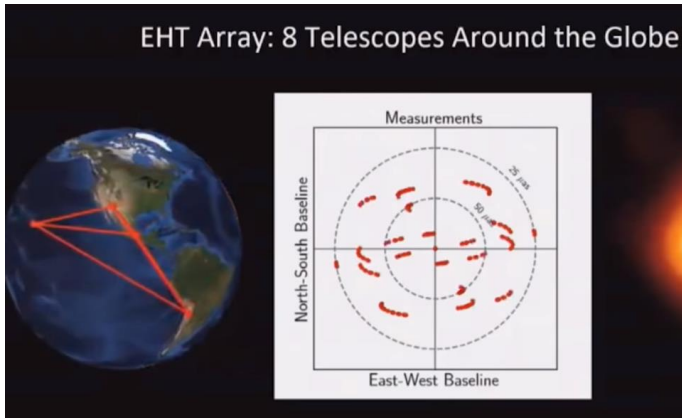 EHT Array: 8 Telescopes Around the Globe
Measurements
25 μas
50 μas
North-South Baseline
East-West Baseline